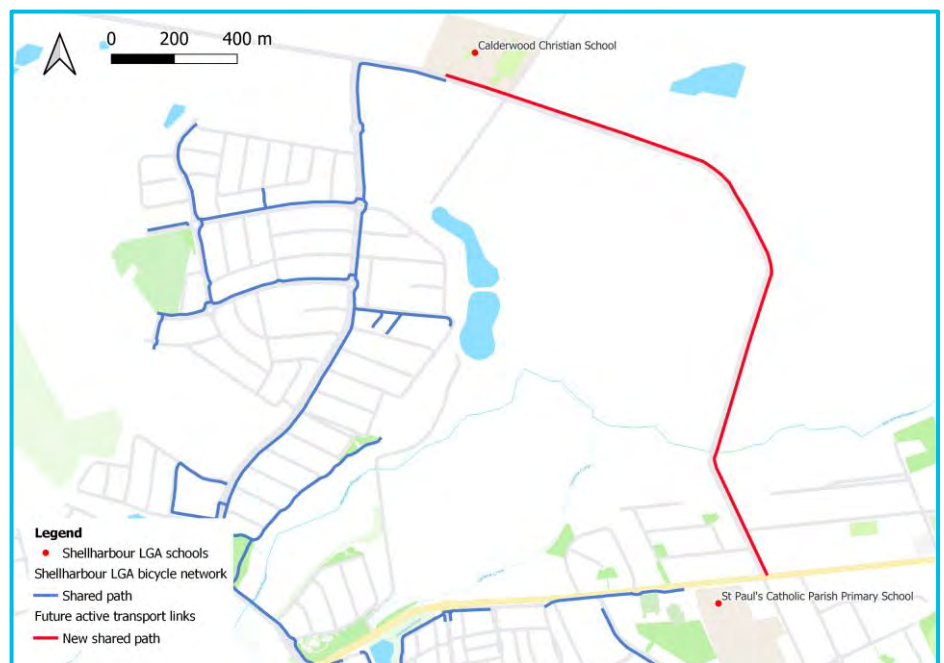 0 200 400 m
Calderwood Christian School
Legend
Shellharbour LGA schools
Shellharbour LGA bicycle network
Shared path
Future active transport links
New shared path
St Paul's Catholic Parish Primary School